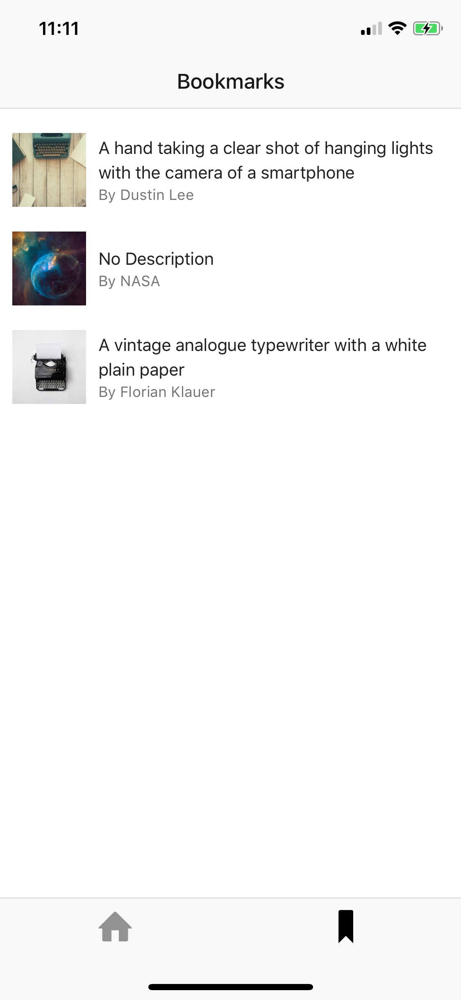 11:11
Bookmarks
A hand taking a clear shot of hanging lights
with the camera of a smartphone
By Dustin Lee
No Description
By NASA
A vintage analogue typewriter with a white
plain paper
By Florian Klauer